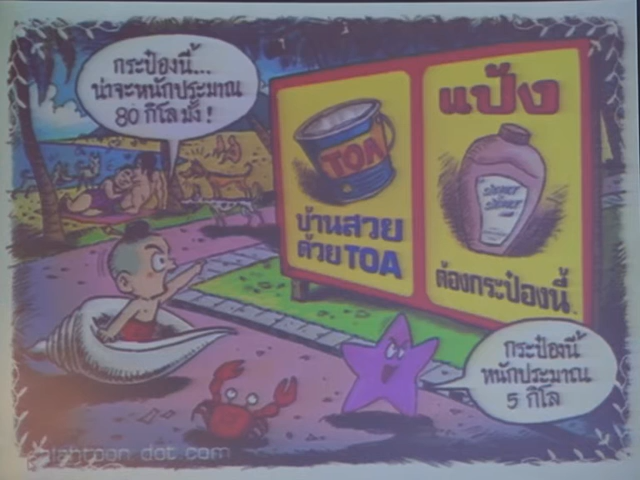 กระป๋องนี้...
น่าจะหนักประมาณ
80 กิโล มั้ง !
TOA
บ้านสวย
ด้วย TOA
แป้ง
ต้องกระป๋องนี้
กระป๋องนี้
หนักประมาณ
5 กิโล
dot com